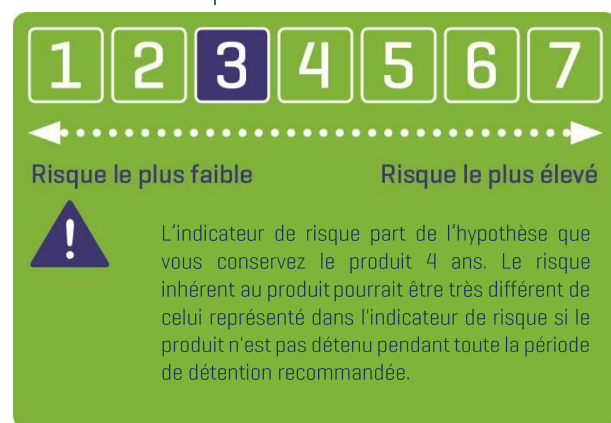 1 2 3 4 5 6 7
Risque le plus faible Risque le plus élevé
!
L'indicateur de risque part de l'hypothèse que
vous conservez le produit 4 ans. Le risque
inhérent au produit pourrait être très différent de
celui représenté dans l'indicateur de risque si le
produit n'est pas détenu pendant toute la période
de détention recommandée.